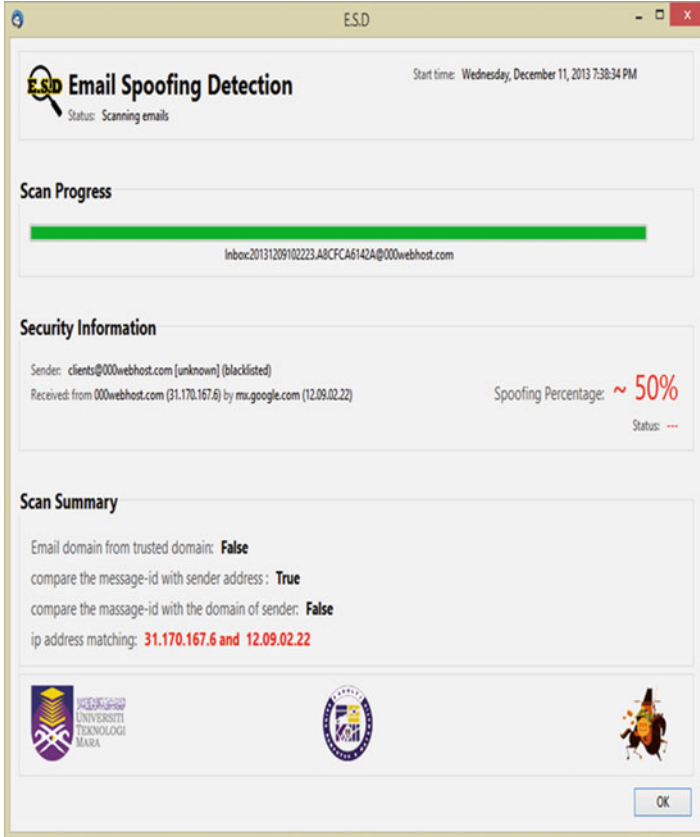 E.S.D
E.S.D Email Spoofing Detection
Start time: Wednesday, December 11, 2013 7:38:34 PM
Status: Scanning emails
Scan Progress
Inbox:20131209102223.A8CFCA6142A@000webhost.com
Security Information
Sender: clients@000webhost.com [unknown] (blacklisted)
Received: from 000webhost.com (31.170.167.6) by mx.google.com (12.09.02.22)
Spoofing Percentage: ~ 50%
Status: ---
Scan Summary
Email domain from trusted domain: False
compare the message-id with sender address : True
compare the massage-id with the domain of sender: False
ip address matching: 31.170.167.6 and 12.09.02.22
UNIVERSITI
TEKNOLOGI
MARA
OK